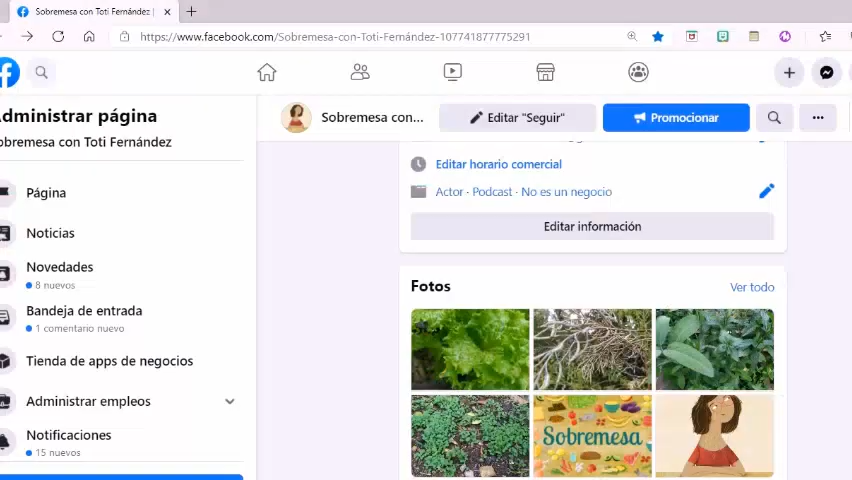 Sobremesa con Toti Fernández |
https://www.facebook.com/Sobremesa-con-Toti-Fernández-107741877775291
Administrar página
Sobremesa con Toti Fernández
Página
Noticias
Novedades
8 nuevos
Bandeja de entrada
1 comentario nuevo
Tienda de apps de negocios
Administrar empleos
Notificaciones
15 nuevos
Sobremesa con...
Editar "Seguir"
Promocionar
Editar horario comercial
Actor · Podcast · No es un negocio
Editar información
Fotos
Ver todo
Sobremesa